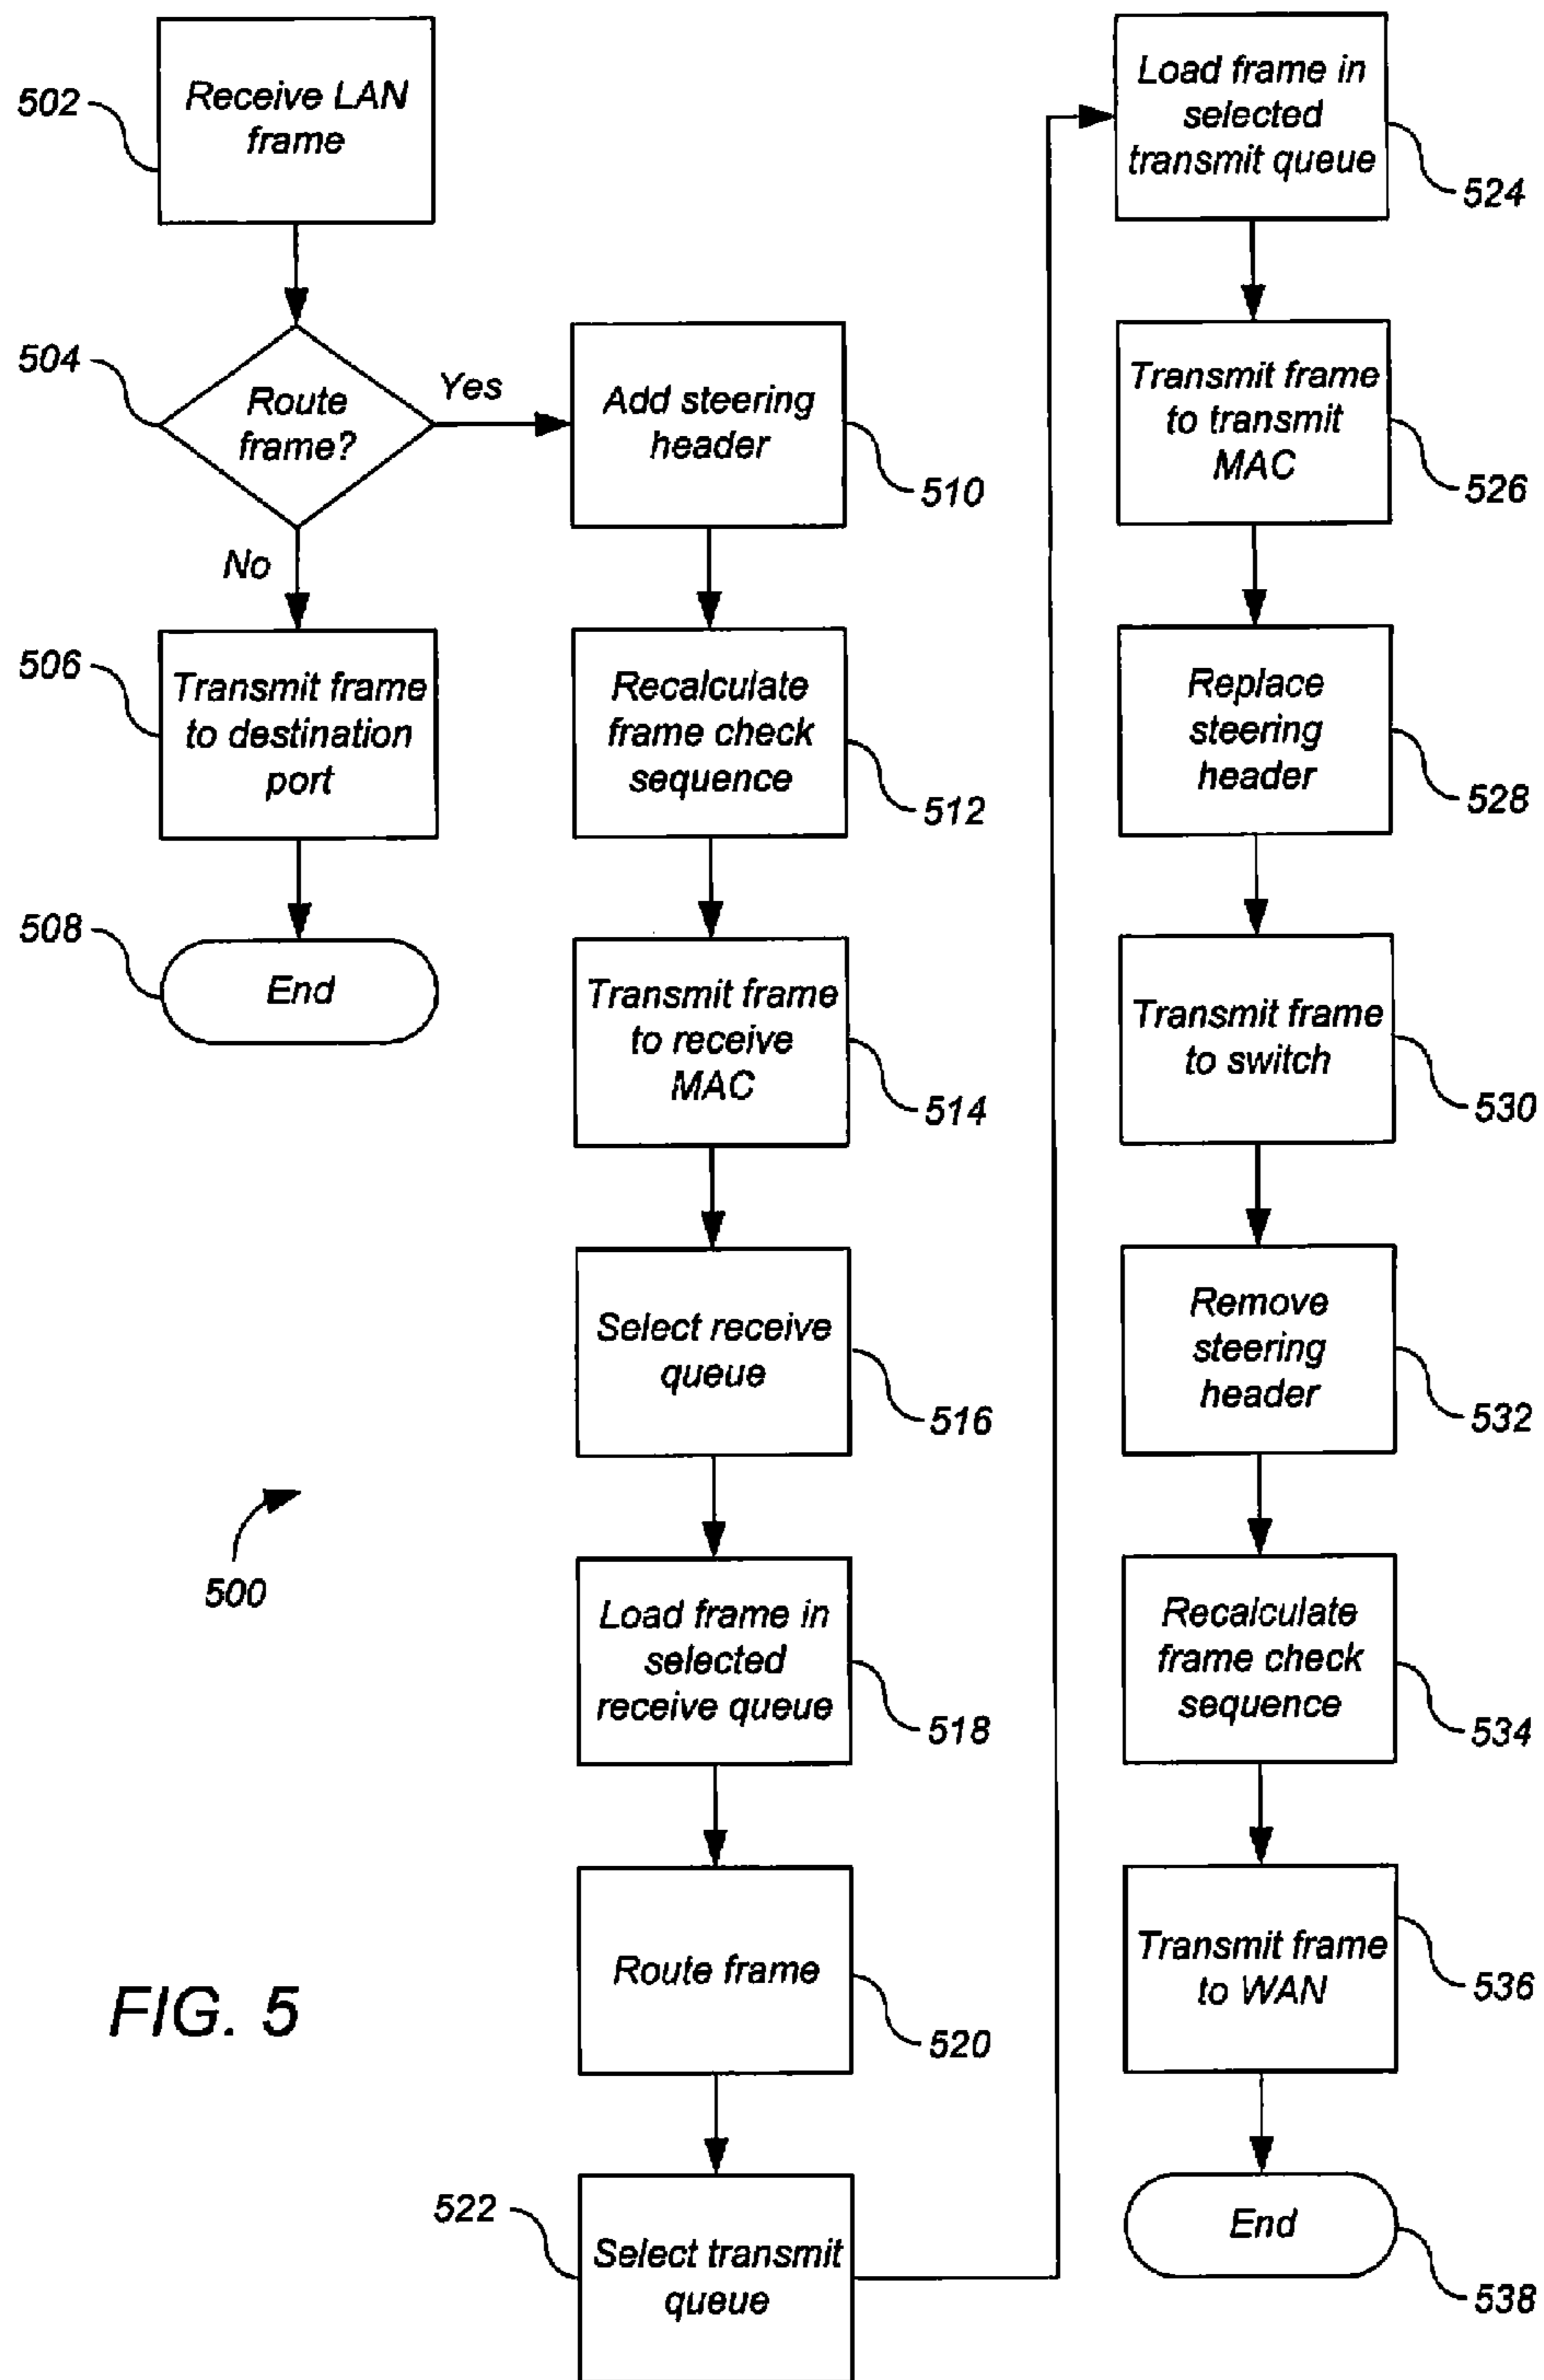 502
Receive LAN
frame
504
Route
frame?
Yes
No
506
Transmit frame
to destination
port
508
End
500
FIG. 5
Add steering
header
510
Recalculate
frame check
sequence
512
Transmit frame
to receive
MAC
514
Select receive
queue
516
Load frame in
selected
receive queue
518
Route frame
520
522
Select transmit
queue
Load frame in
selected
transmit queue
524
Transmit frame
to transmit
MAC
526
Replace
steering
header
528
Transmit frame
to switch
530
Remove
steering
header
532
Recalculate
frame check
sequence
534
Transmit frame
to WAN
536
End
538